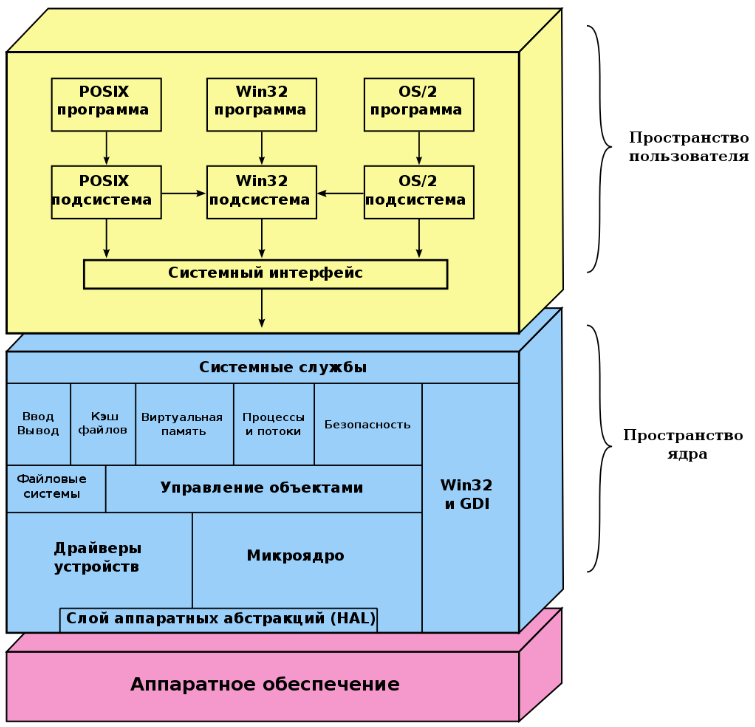 POSIX
программа
Win32
программа
OS/2
программа
Пространство
пользователя
POSIX
подсистема
Win32
подсистема
OS/2
подсистема
Системный интерфейс
Системные службы
Ввод
Вывод
Кэш
файлов
Виртуальная
память
Процессы
и потоки
Безопасность
Пространство
ядра
Файловые
системы
Управление объектами
Win32
и GDI
Драйверы
устройств
Микроядро
Слой аппаратных абстракций (HAL)
Аппаратное обеспечение